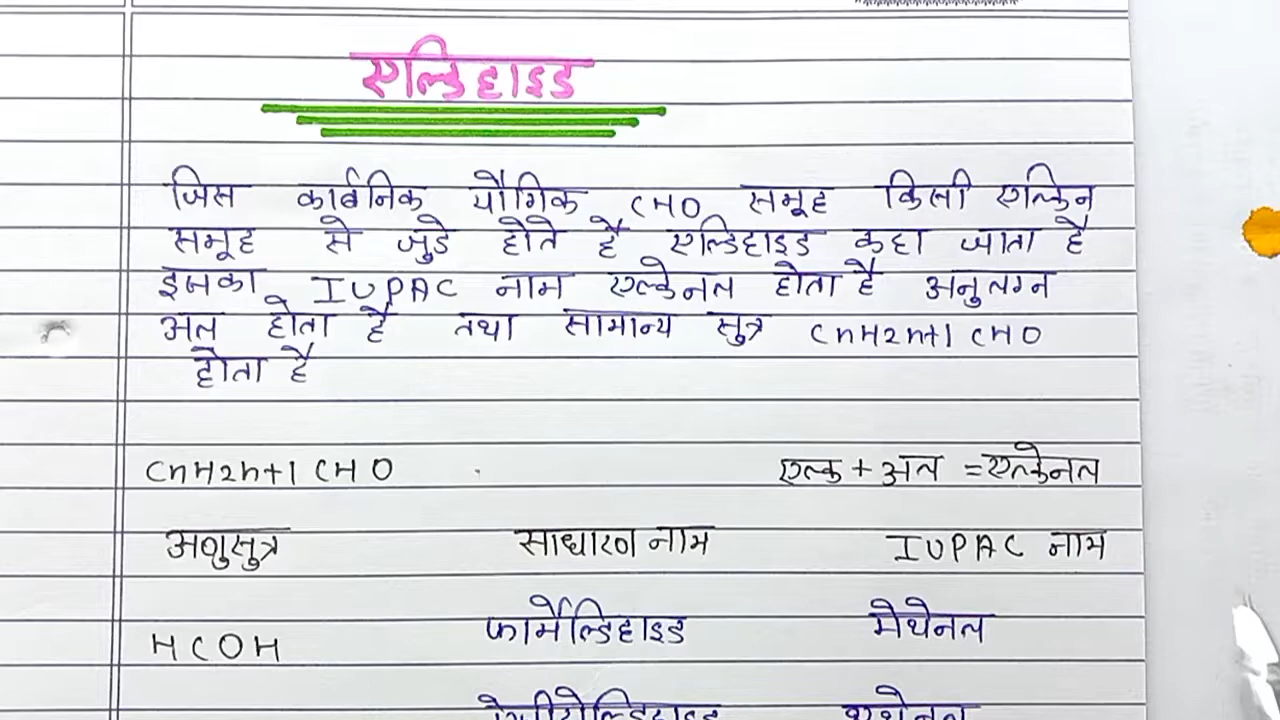 एल्डिहाइड
जिस कार्बनिक यौगिक CHO समूह किसी एल्किन
समूह से जुडे होते है एल्डिहाइड कहा जाता है
इसका IUPAC नाम एल्केनल होता है अनुलग्न
अल होता है तथा सामान्य सुत्र CnH2n+1 CHO
होता है
CnH2n+1 CHO एल्क + अल = एल्केनल
अणुसुत्र साधारण नाम IUPAC नाम
HCOH फार्मेल्डिहाइड मेथेनल